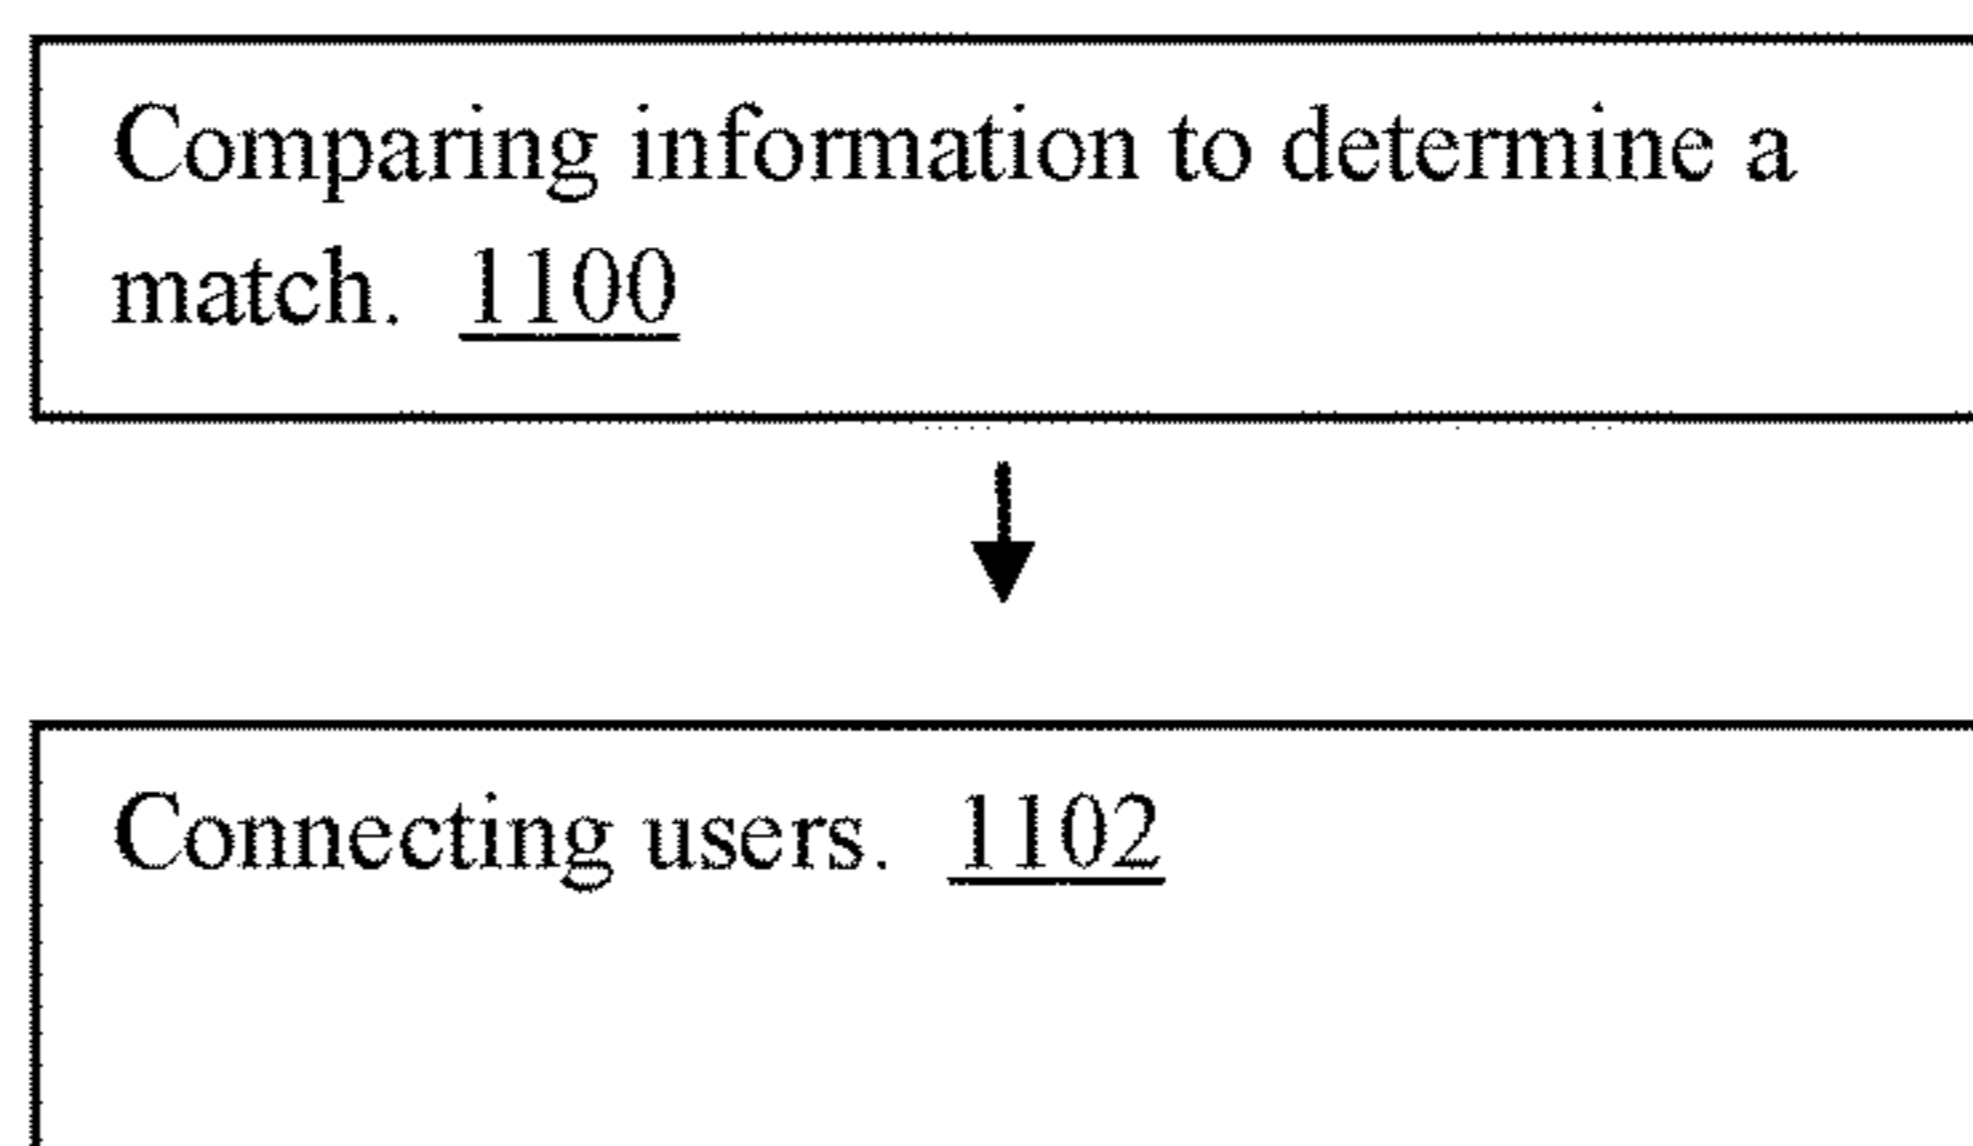 Comparing information to determine a
match. 1100
Connecting users. 1102